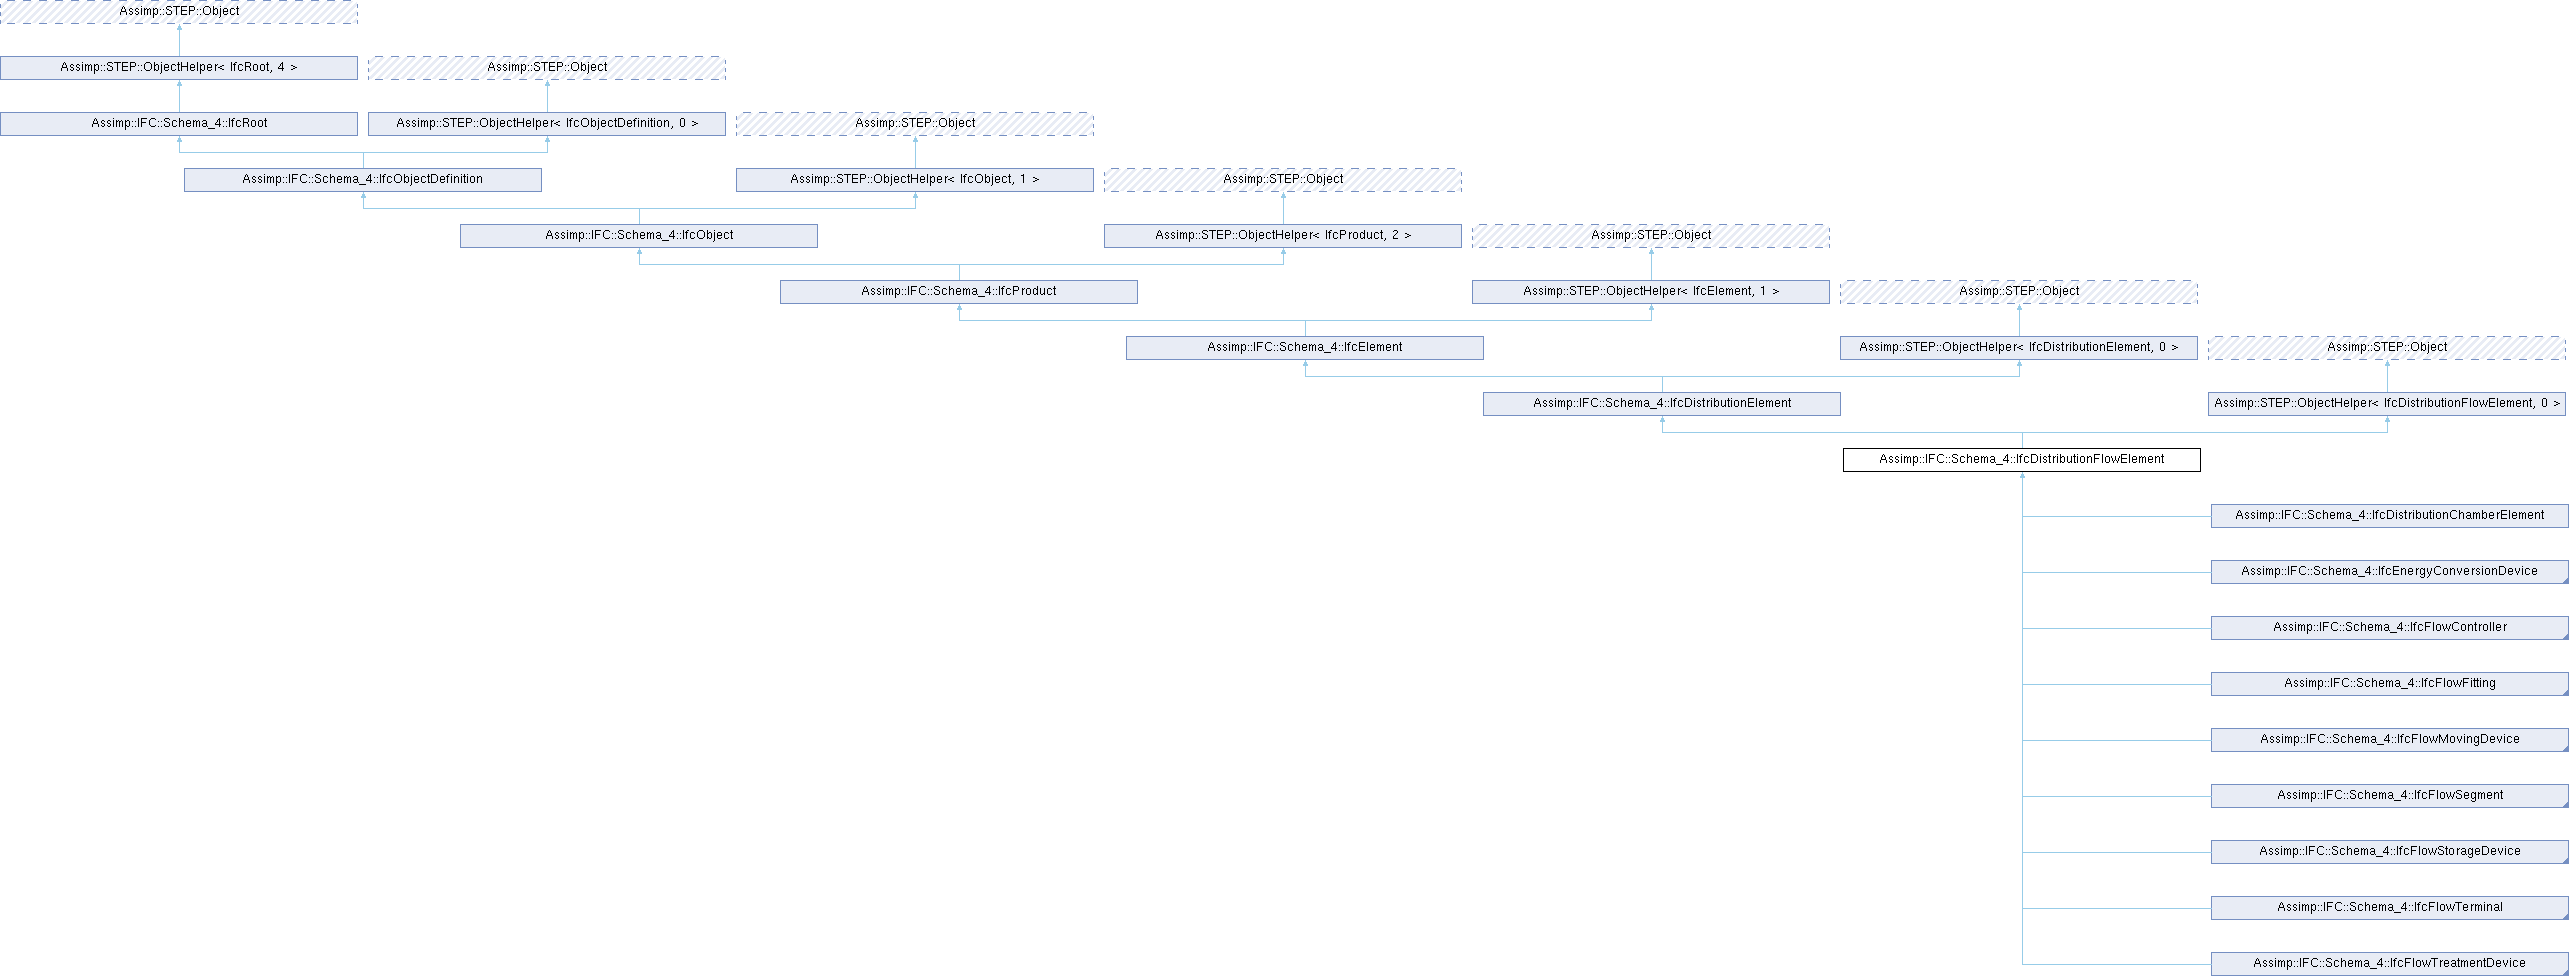 Assimp::STEP::Object
Assimp::STEP::ObjectHelper< IfcRoot, 4 >
Assimp::STEP::Object
Assimp::IFC::Schema_4::IfcRoot
Assimp::STEP::ObjectHelper< IfcObjectDefinition, 0 >
Assimp::STEP::Object
Assimp::IFC::Schema_4::IfcObjectDefinition
Assimp::STEP::ObjectHelper< IfcObject, 1 >
Assimp::STEP::Object
Assimp::IFC::Schema_4::IfcObject
Assimp::STEP::ObjectHelper< IfcProduct, 2 >
Assimp::STEP::Object
Assimp::IFC::Schema_4::IfcProduct
Assimp::STEP::ObjectHelper< IfcElement, 1 >
Assimp::STEP::Object
Assimp::IFC::Schema_4::IfcElement
Assimp::STEP::ObjectHelper< IfcDistributionElement, 0 >
Assimp::STEP::Object
Assimp::IFC::Schema_4::IfcDistributionElement
Assimp::STEP::ObjectHelper< IfcDistributionFlowElement, 0 >
Assimp::IFC::Schema_4::IfcDistributionFlowElement
Assimp::IFC::Schema_4::IfcDistributionChamberElement
Assimp::IFC::Schema_4::IfcEnergyConversionDevice
Assimp::IFC::Schema_4::IfcFlowController
Assimp::IFC::Schema_4::IfcFlowFitting
Assimp::IFC::Schema_4::IfcFlowMovingDevice
Assimp::IFC::Schema_4::IfcFlowSegment
Assimp::IFC::Schema_4::IfcFlowStorageDevice
Assimp::IFC::Schema_4::IfcFlowTerminal
Assimp::IFC::Schema_4::IfcFlowTreatmentDevice